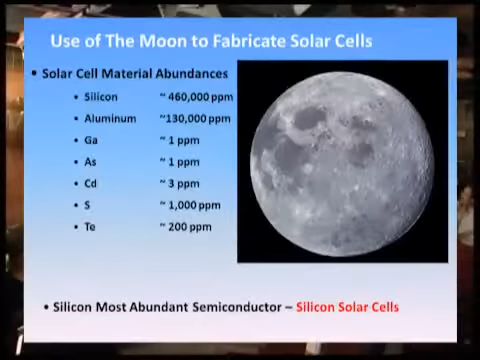 Use of The Moon to Fabricate Solar Cells
• Solar Cell Material Abundances
• Silicon ~ 460,000 ppm
• Aluminum ~130,000 ppm
• Ga ~ 1 ppm
• As ~ 1 ppm
• Cd ~ 3 ppm
• S ~ 1,000 ppm
• Te ~ 200 ppm
• Silicon Most Abundant Semiconductor – Silicon Solar Cells